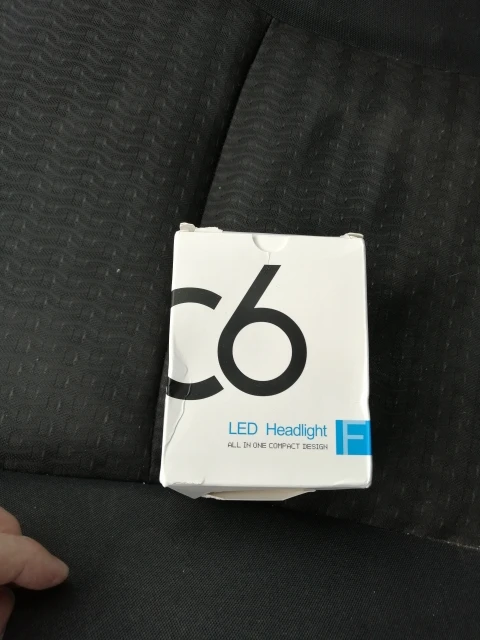 C6
LED Headlight
ALL IN ONE COMPACT DESIGN
F